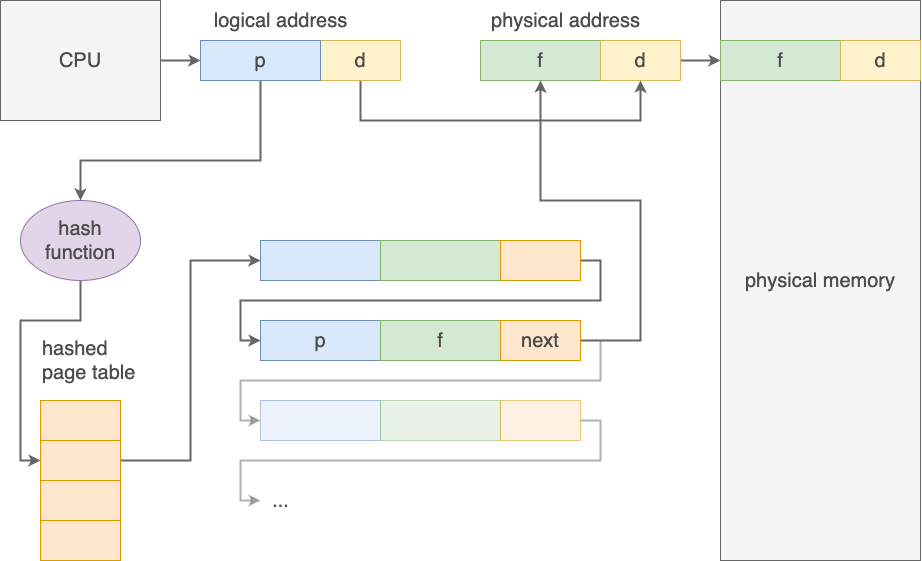 logical address
physical address
CPU
p
d
f
d
f
d
hash
function
physical memory
p
f
next
hashed
page table
...